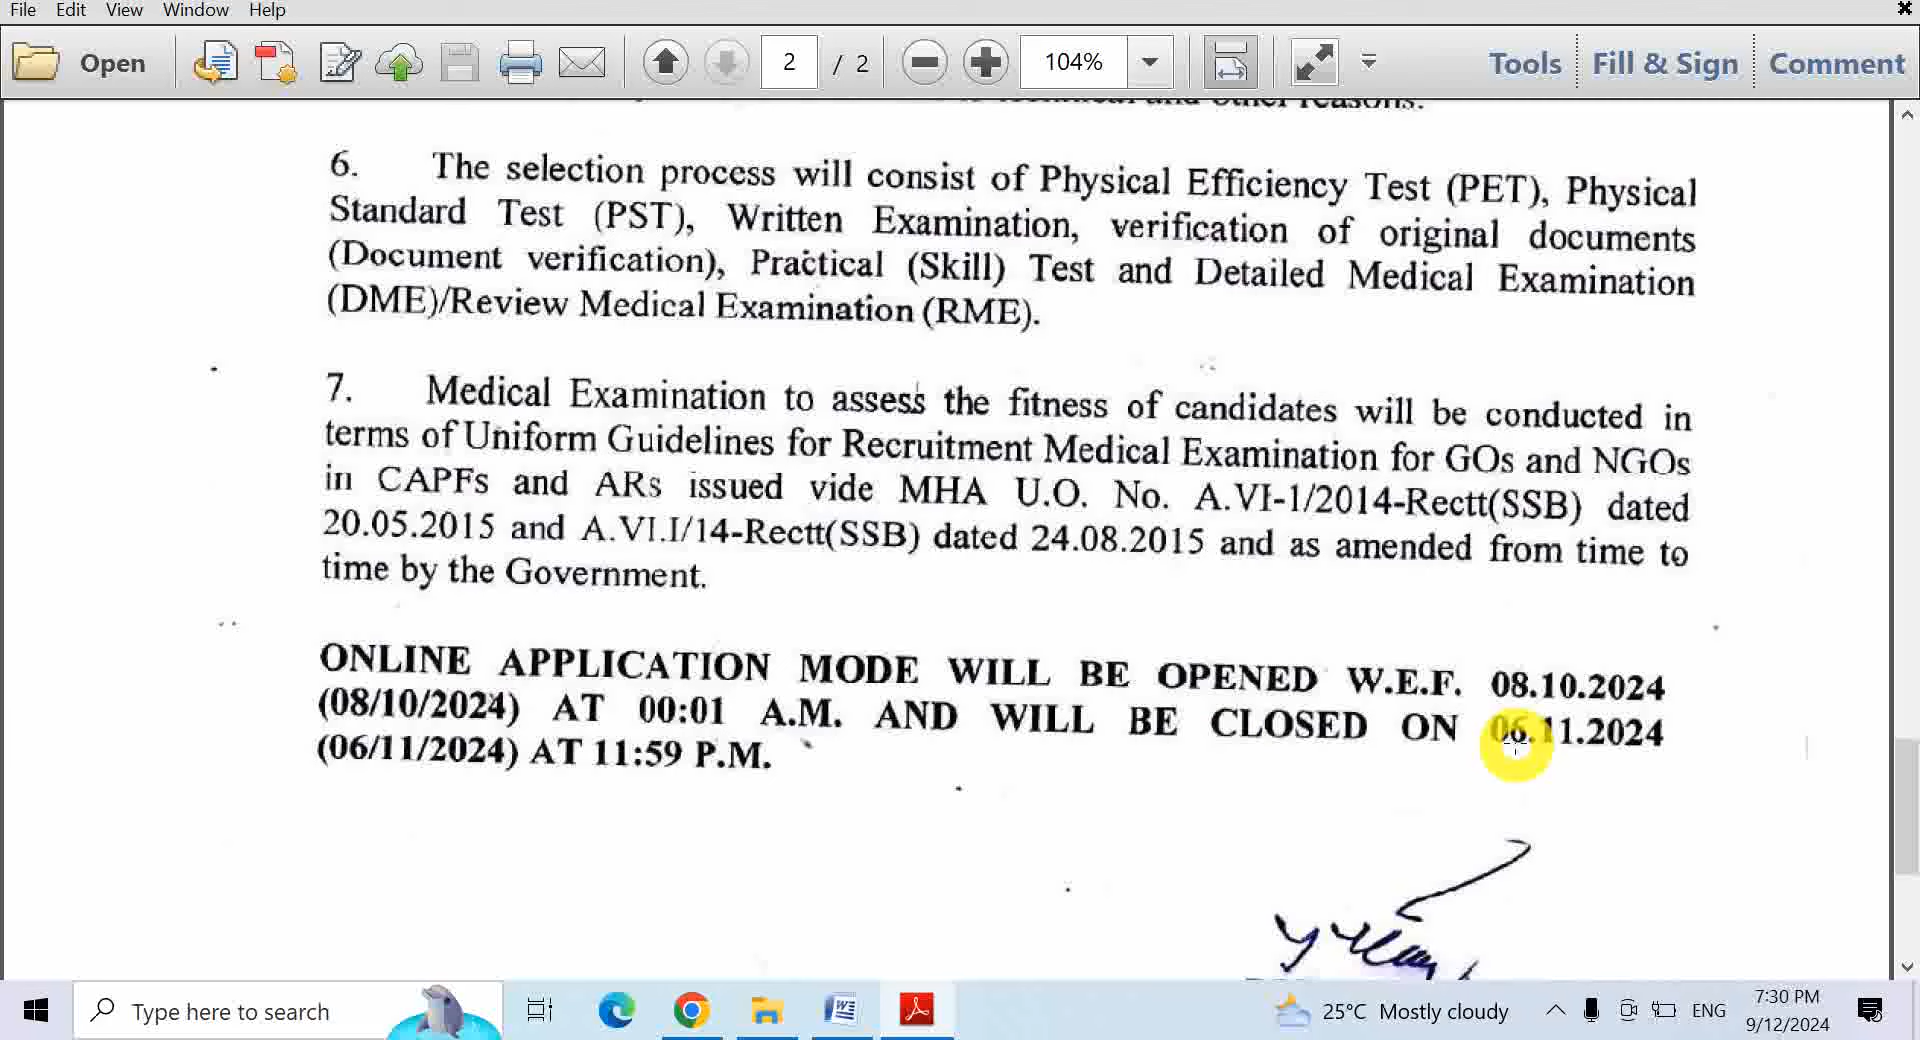 File Edit View Window Help
Open 2 / 2 104% Tools Fill & Sign Comment
technical and other reasons.
6. The selection process will consist of Physical Efficiency Test (PET), Physical
Standard Test (PST), Written Examination, verification of original documents
(Document verification), Practical (Skill) Test and Detailed Medical Examination
(DME)/Review Medical Examination (RME).
7. Medical Examination to assess the fitness of candidates will be conducted in
terms of Uniform Guidelines for Recruitment Medical Examination for GOs and NGOs
in CAPFs and ARs issued vide MHA U.O. No. A.VI-1/2014-Rectt(SSB) dated
20.05.2015 and A.VI.I/14-Rectt(SSB) dated 24.08.2015 and as amended from time to
time by the Government.
ONLINE APPLICATION MODE WILL BE OPENED W.E.F. 08.10.2024
(08/10/2024) AT 00:01 A.M. AND WILL BE CLOSED ON 06.11.2024
(06/11/2024) AT 11:59 P.M.
Type here to search 25°C Mostly cloudy ENG 7:30 PM
9/12/2024